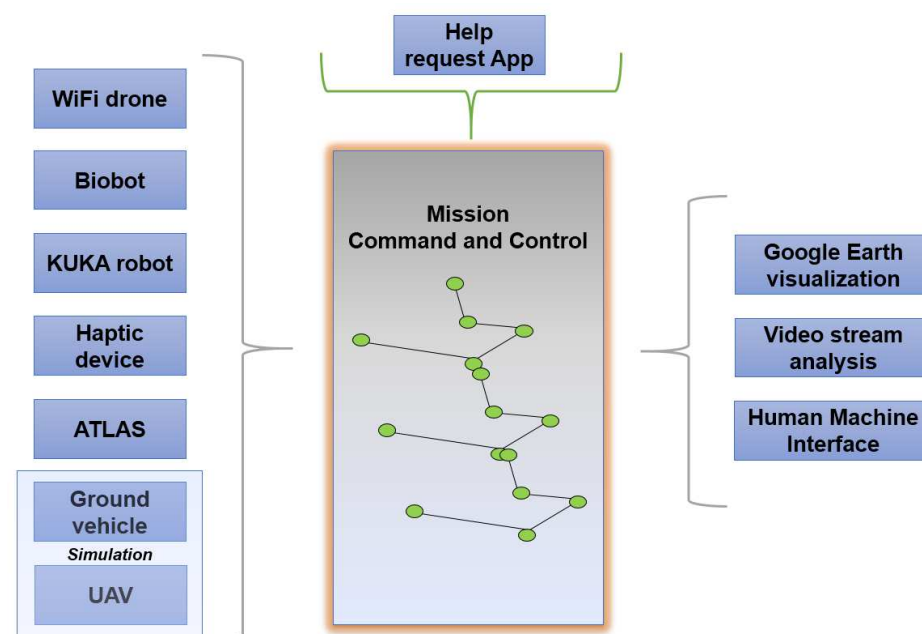 Help
request App
WiFi drone
Biobot
KUKA robot
Haptic
device
ATLAS
Ground
vehicle
Simulation
UAV
Mission
Command and Control
Google Earth
visualization
Video stream
analysis
Human Machine
Interface